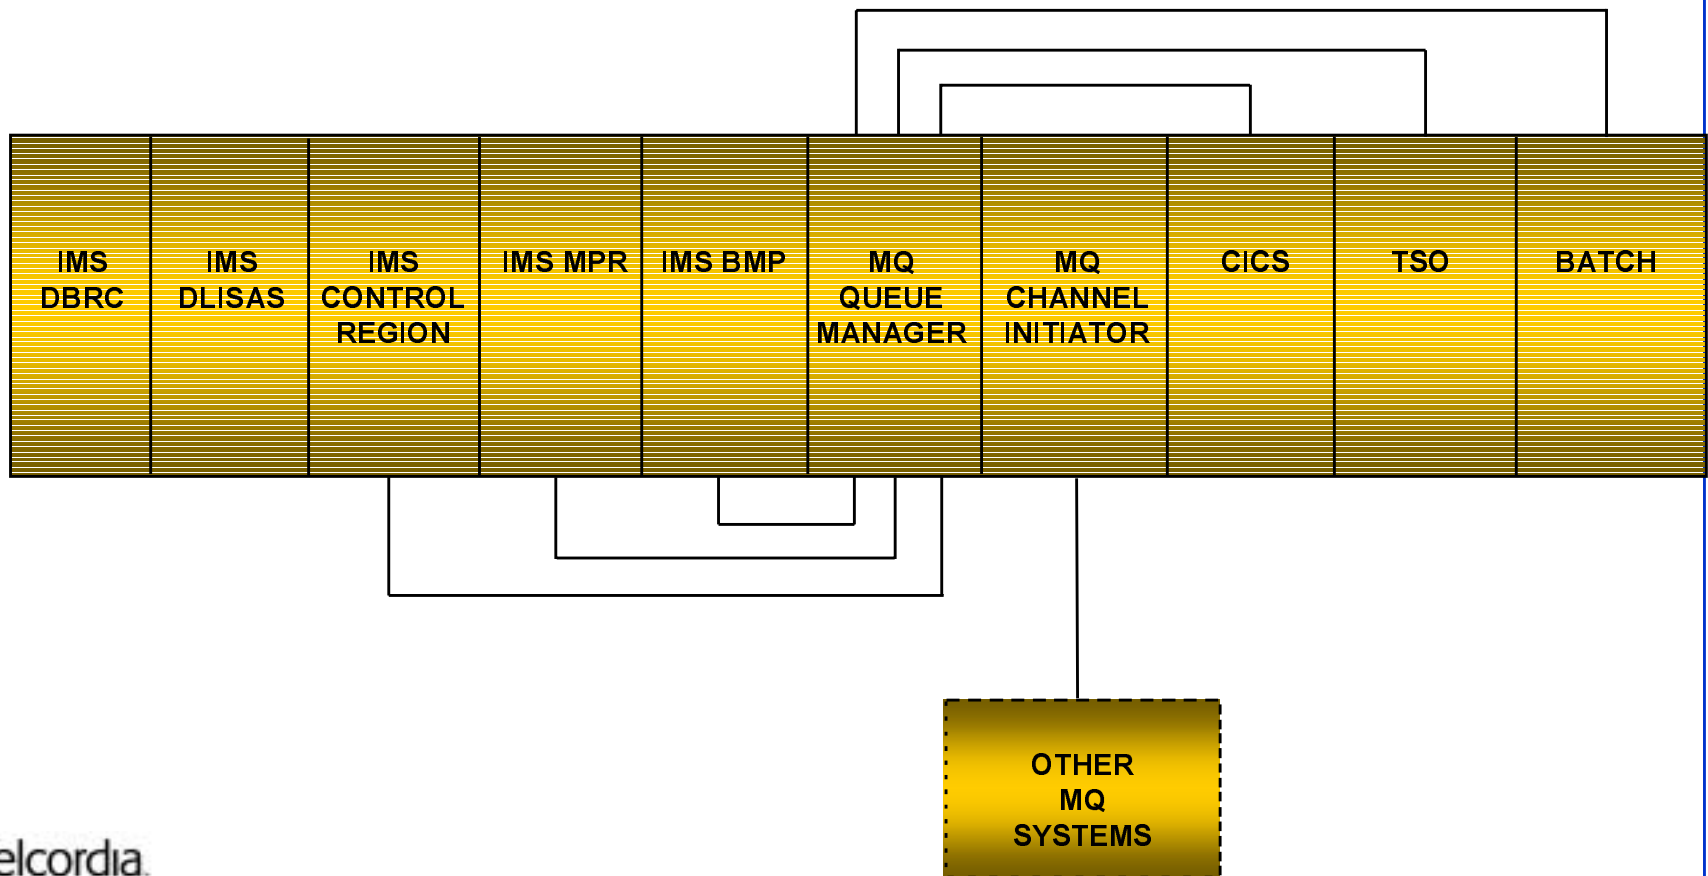 IMS
DBRC
IMS
DLISAS
IMS
CONTROL
REGION
IMS MPR
IMS BMP
MQ
QUEUE
MANAGER
MQ
CHANNEL
INITIATOR
CICS
TSO
BATCH
OTHER
MQ
SYSTEMS
elcordia